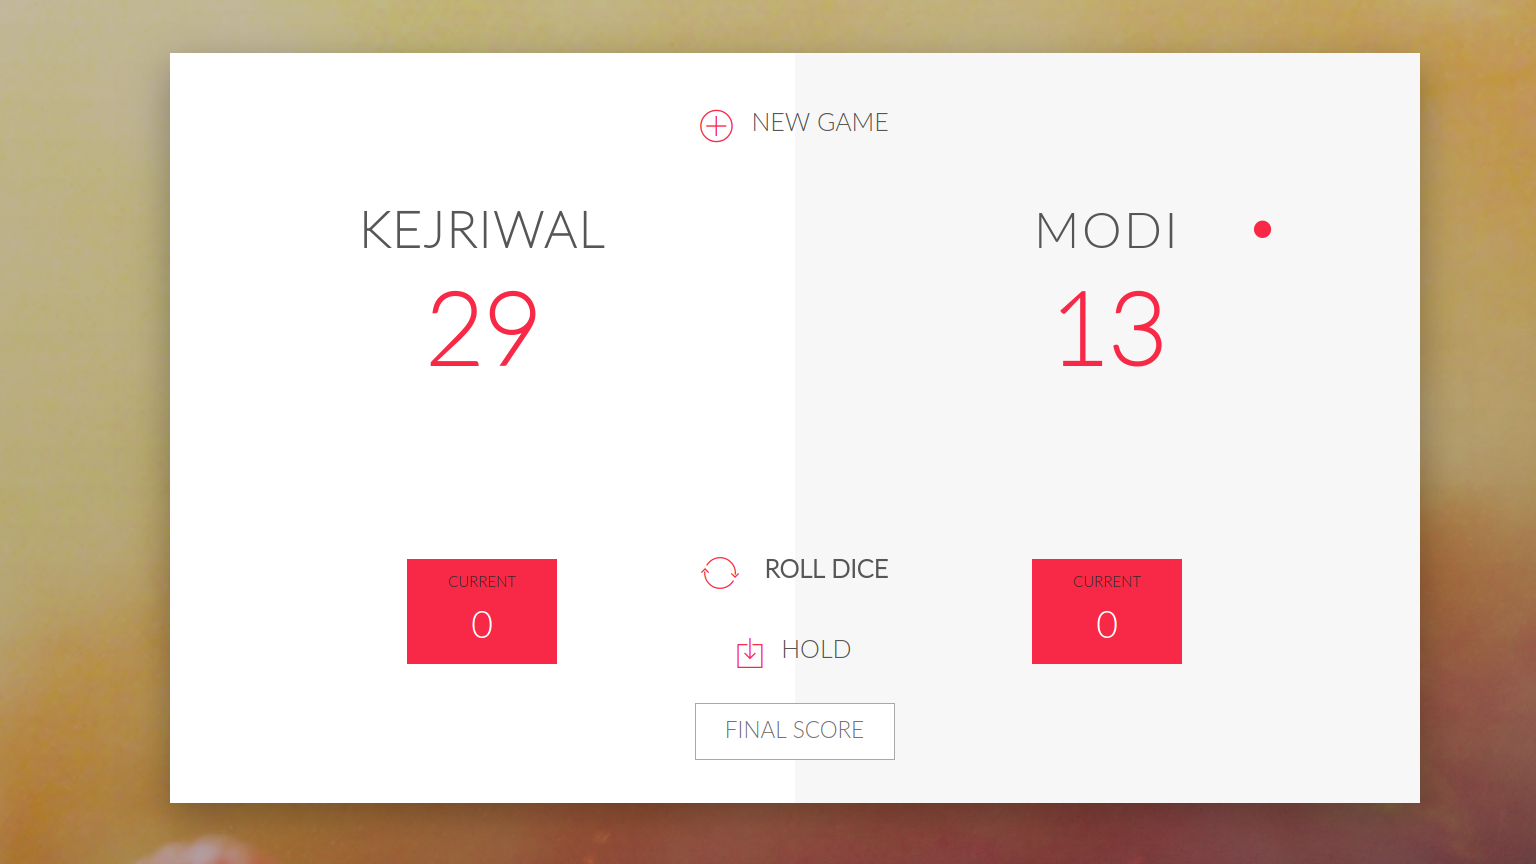 NEW GAME
KEJRIWAL
29
MODI
13
CURRENT
0
ROLL DICE
CURRENT
0
HOLD
FINAL SCORE